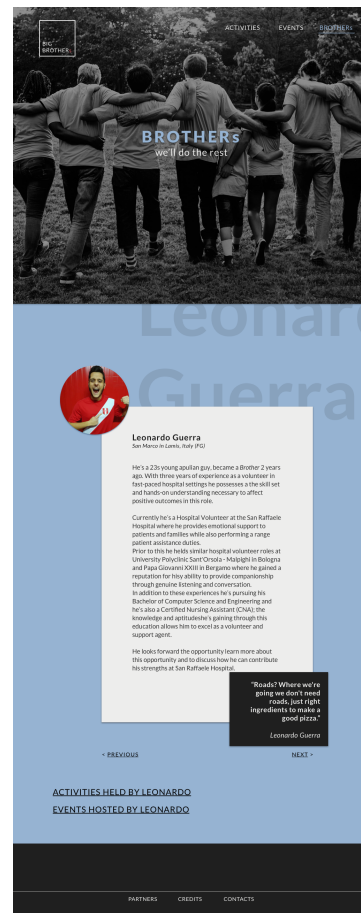 BIG
BROTHER.
ACTIVITIES EVENTS BROTHERs
BROTHERs
we'll do the rest
Leonardo
Guerra
Leonardo Guerra
San Marco in Lamis, Italy (FG)
He's a 23s young apulian guy, became a Brother 2 years
ago. With three years of experience as a volunteer in
fast-paced hospital settings he possesses a the skill set
and hands-on understanding necessary to affect
positive outcomes in this role.
Currently he's a Hospital Volunteer at the San Raffaele
Hospital where he provides emotional support to
patients and families while also performing a range
patient assistance duties.
Prior to this he helds similar hospital volunteer roles at
University Polyclinic Sant'Orsola - Malpighi in Bologna
and Papa Giovanni XXIII in Bergamo where he gained a
reputation for hisy ability to provide companionship
through genuine listening and conversation.
In addition to these experiences he's pursuing his
Bachelor of Computer Science and Engineering and
he's also a Certified Nursing Assistant (CNA); the
knowledge and aptitudeshe's gaining through this
education allows him to excel as a volunteer and
support agent.
He looks forward the opportunity learn more about
this opportunity and to discuss how he can contribute
his strengths at San Raffaele Hospital.
"Roads? Where we're
going we don't need
roads, just right
ingredients to make a
good pizza."
Leonardo Guerra
< PREVIOUS NEXT >
ACTIVITIES HELD BY LEONARDO
EVENTS HOSTED BY LEONARDO
PARTNERS CREDITS CONTACTS